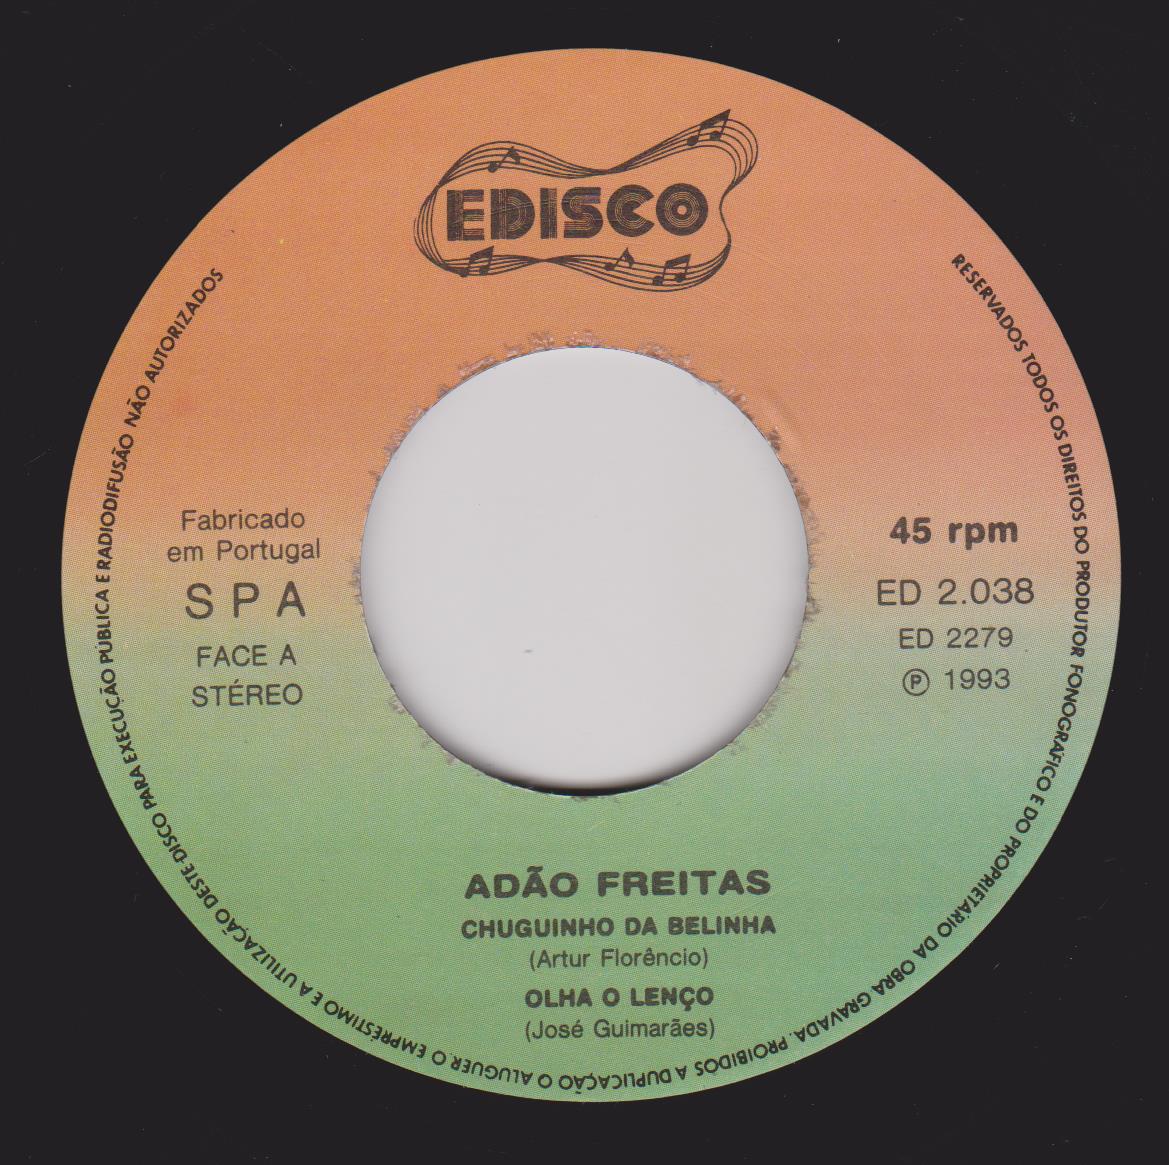 EDISCO
RESERVADOS TODOS OS DIREITOS DO PRODUTOR FONOGRÁFICO E DO PROPRIETÁRIO DA OBRA GRAVADA. PROIBIDOS A DUPLICAÇÃO O ALUGUER O EMPRÉSTIMO E A UTILIZAÇÃO DESTE DISCO PARA EXECUÇÃO PÚBLICA E RADIODIFUSÃO NÃO AUTORIZADOS
Fabricado
em Portugal
S P A
FACE A
STÉREO
45 rpm
ED 2.038
ED 2279
Ⓟ 1993
ADÃO FREITAS
CHUGUINHO DA BELINHA
(Artur Florêncio)
OLHA O LENÇO
(José Guimarães)